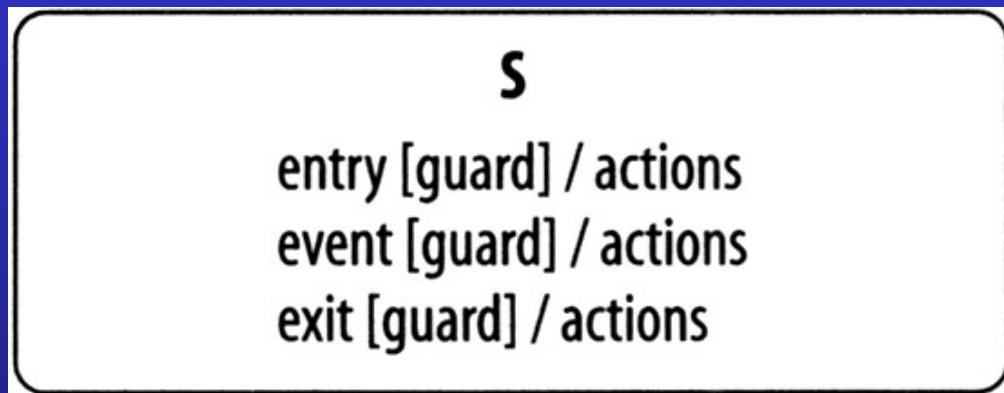 S
entry [guard] / actions
event [guard] / actions
exit [guard] / actions